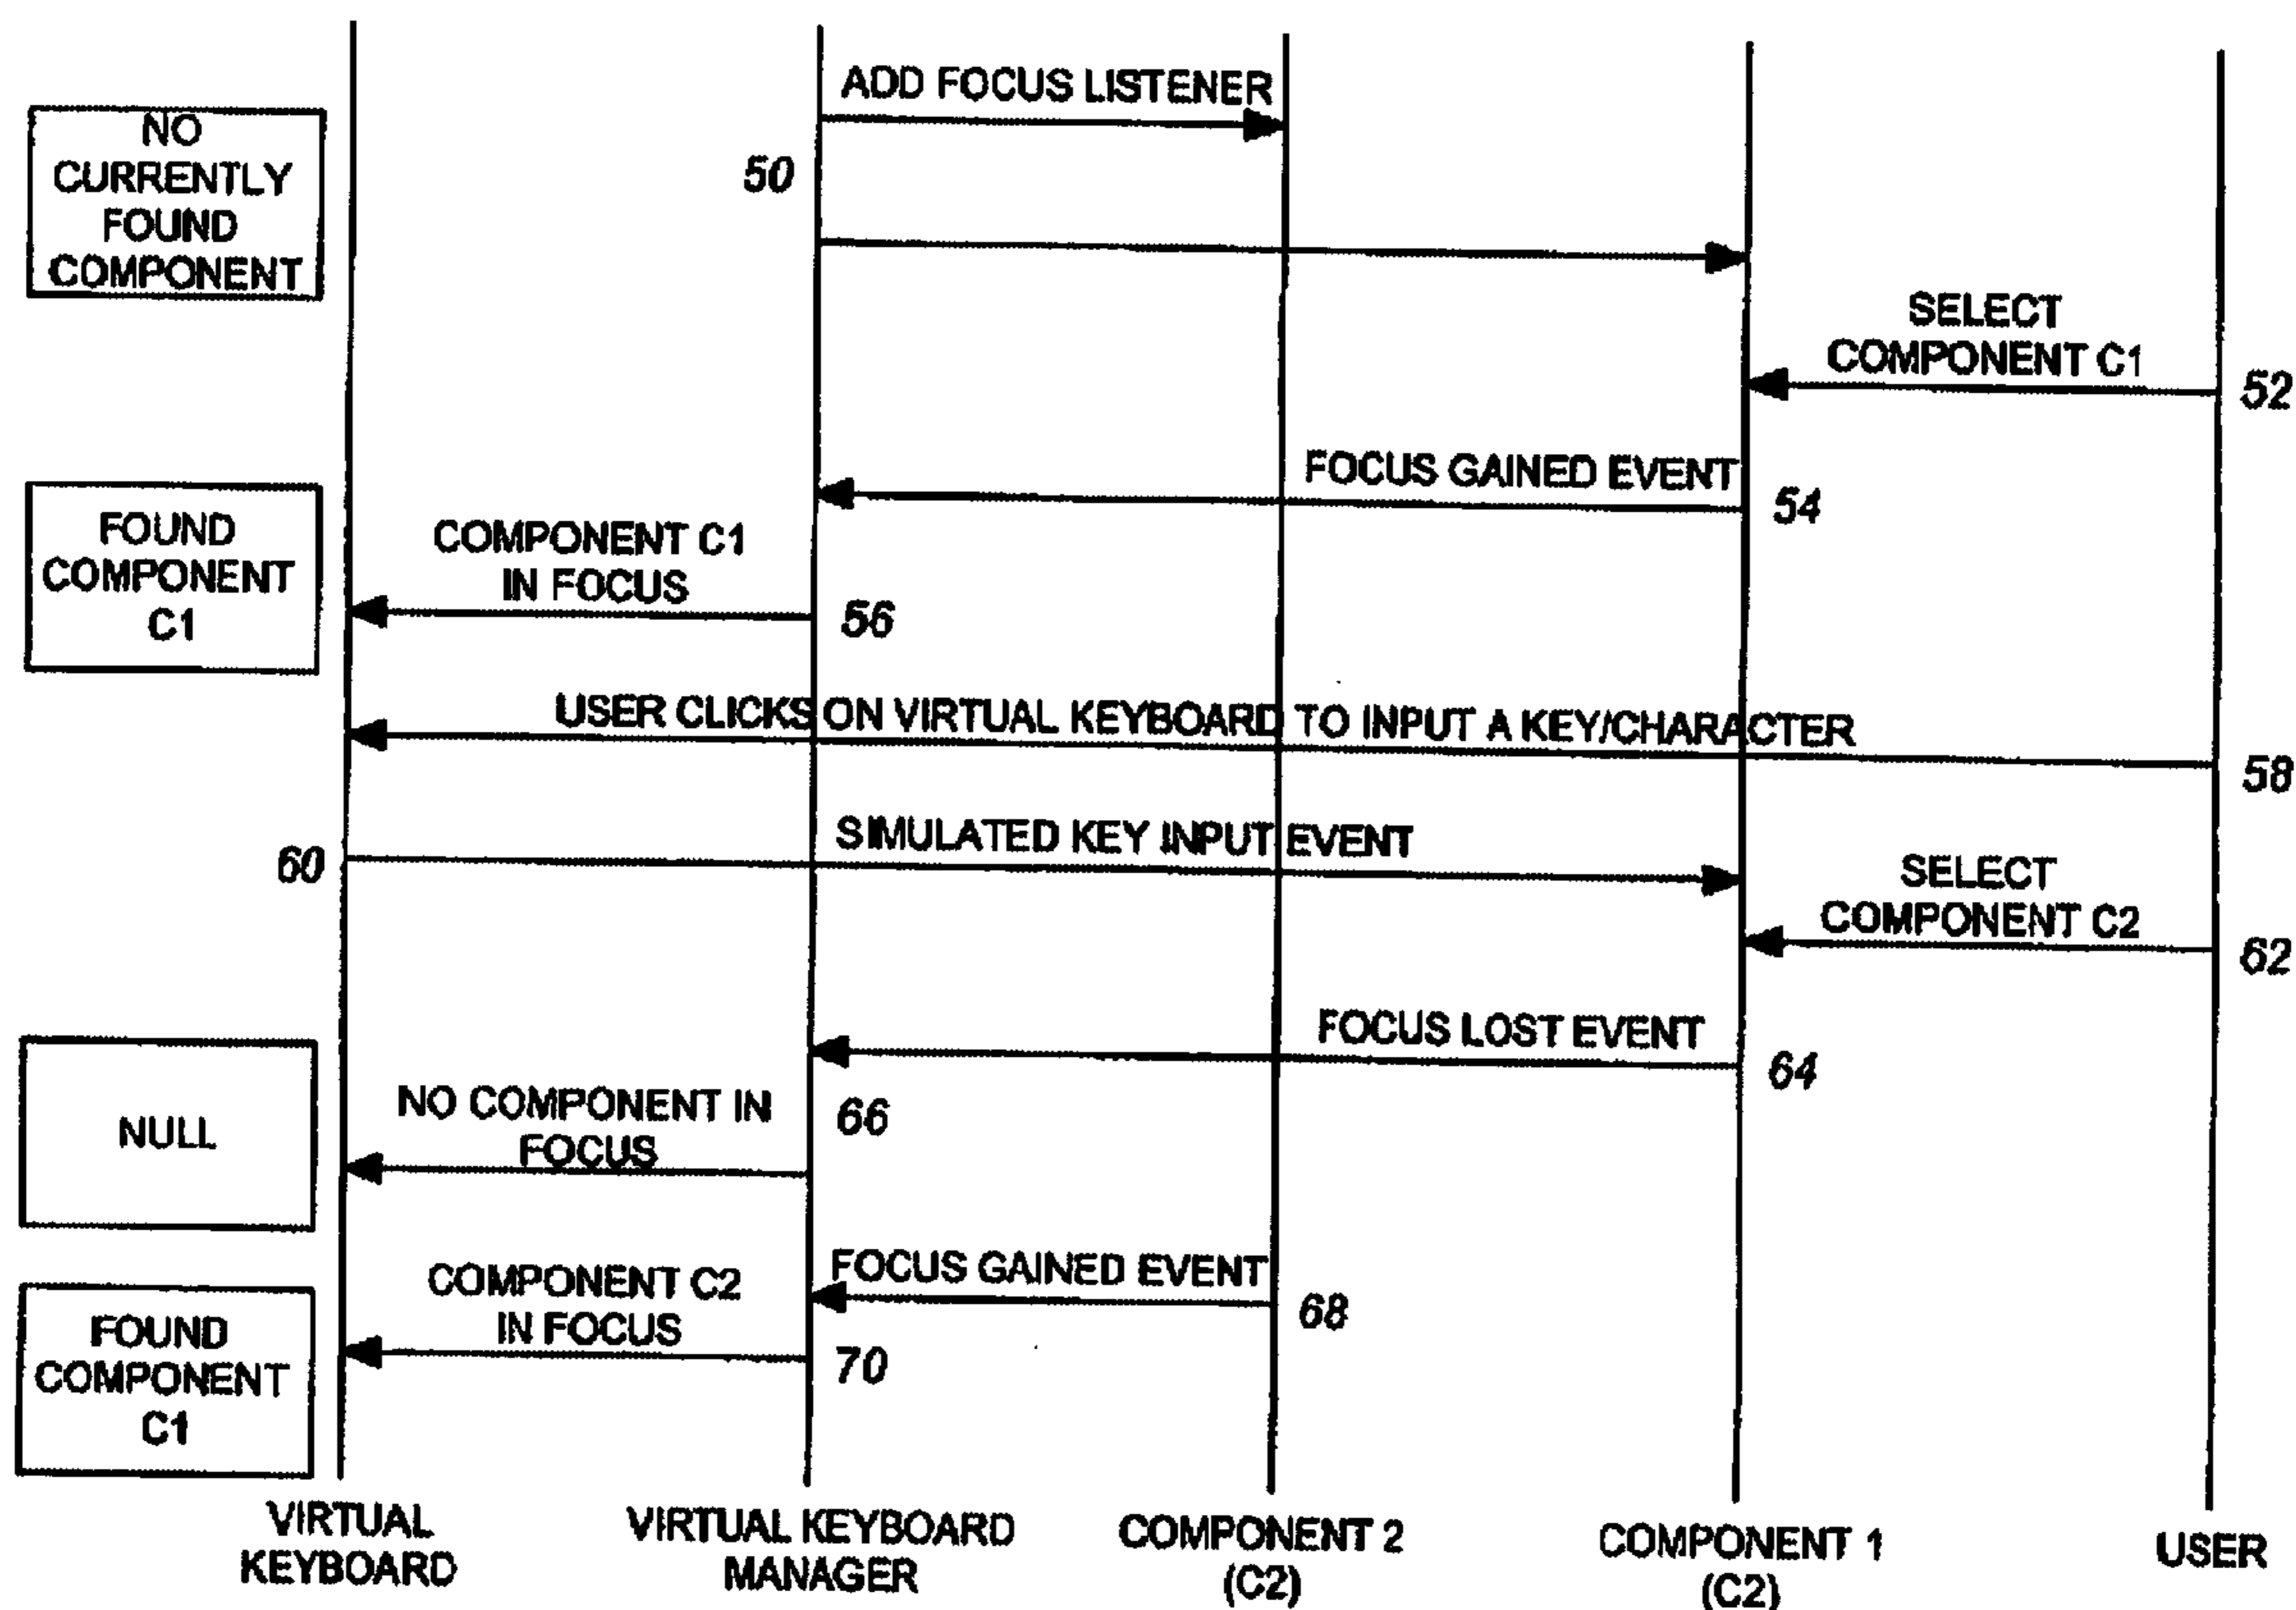 ADD FOCUS LISTENER
NO
CURRENTLY
FOUND
COMPONENT
50
SELECT
COMPONENT C1
52
FOCUS GAINED EVENT
54
FOUND
COMPONENT
C1
COMPONENT C1
IN FOCUS
56
USER CLICKS ON VIRTUAL KEYBOARD TO INPUT A KEY/CHARACTER
58
SIMULATED KEY INPUT EVENT
60
SELECT
COMPONENT C2
62
FOCUS LOST EVENT
64
NULL
NO COMPONENT IN
FOCUS
66
FOCUS GAINED EVENT
68
COMPONENT C2
IN FOCUS
70
FOUND
COMPONENT
C1
VIRTUAL
KEYBOARD
VIRTUAL KEYBOARD
MANAGER
COMPONENT 2
(C2)
COMPONENT 1
(C2)
USER